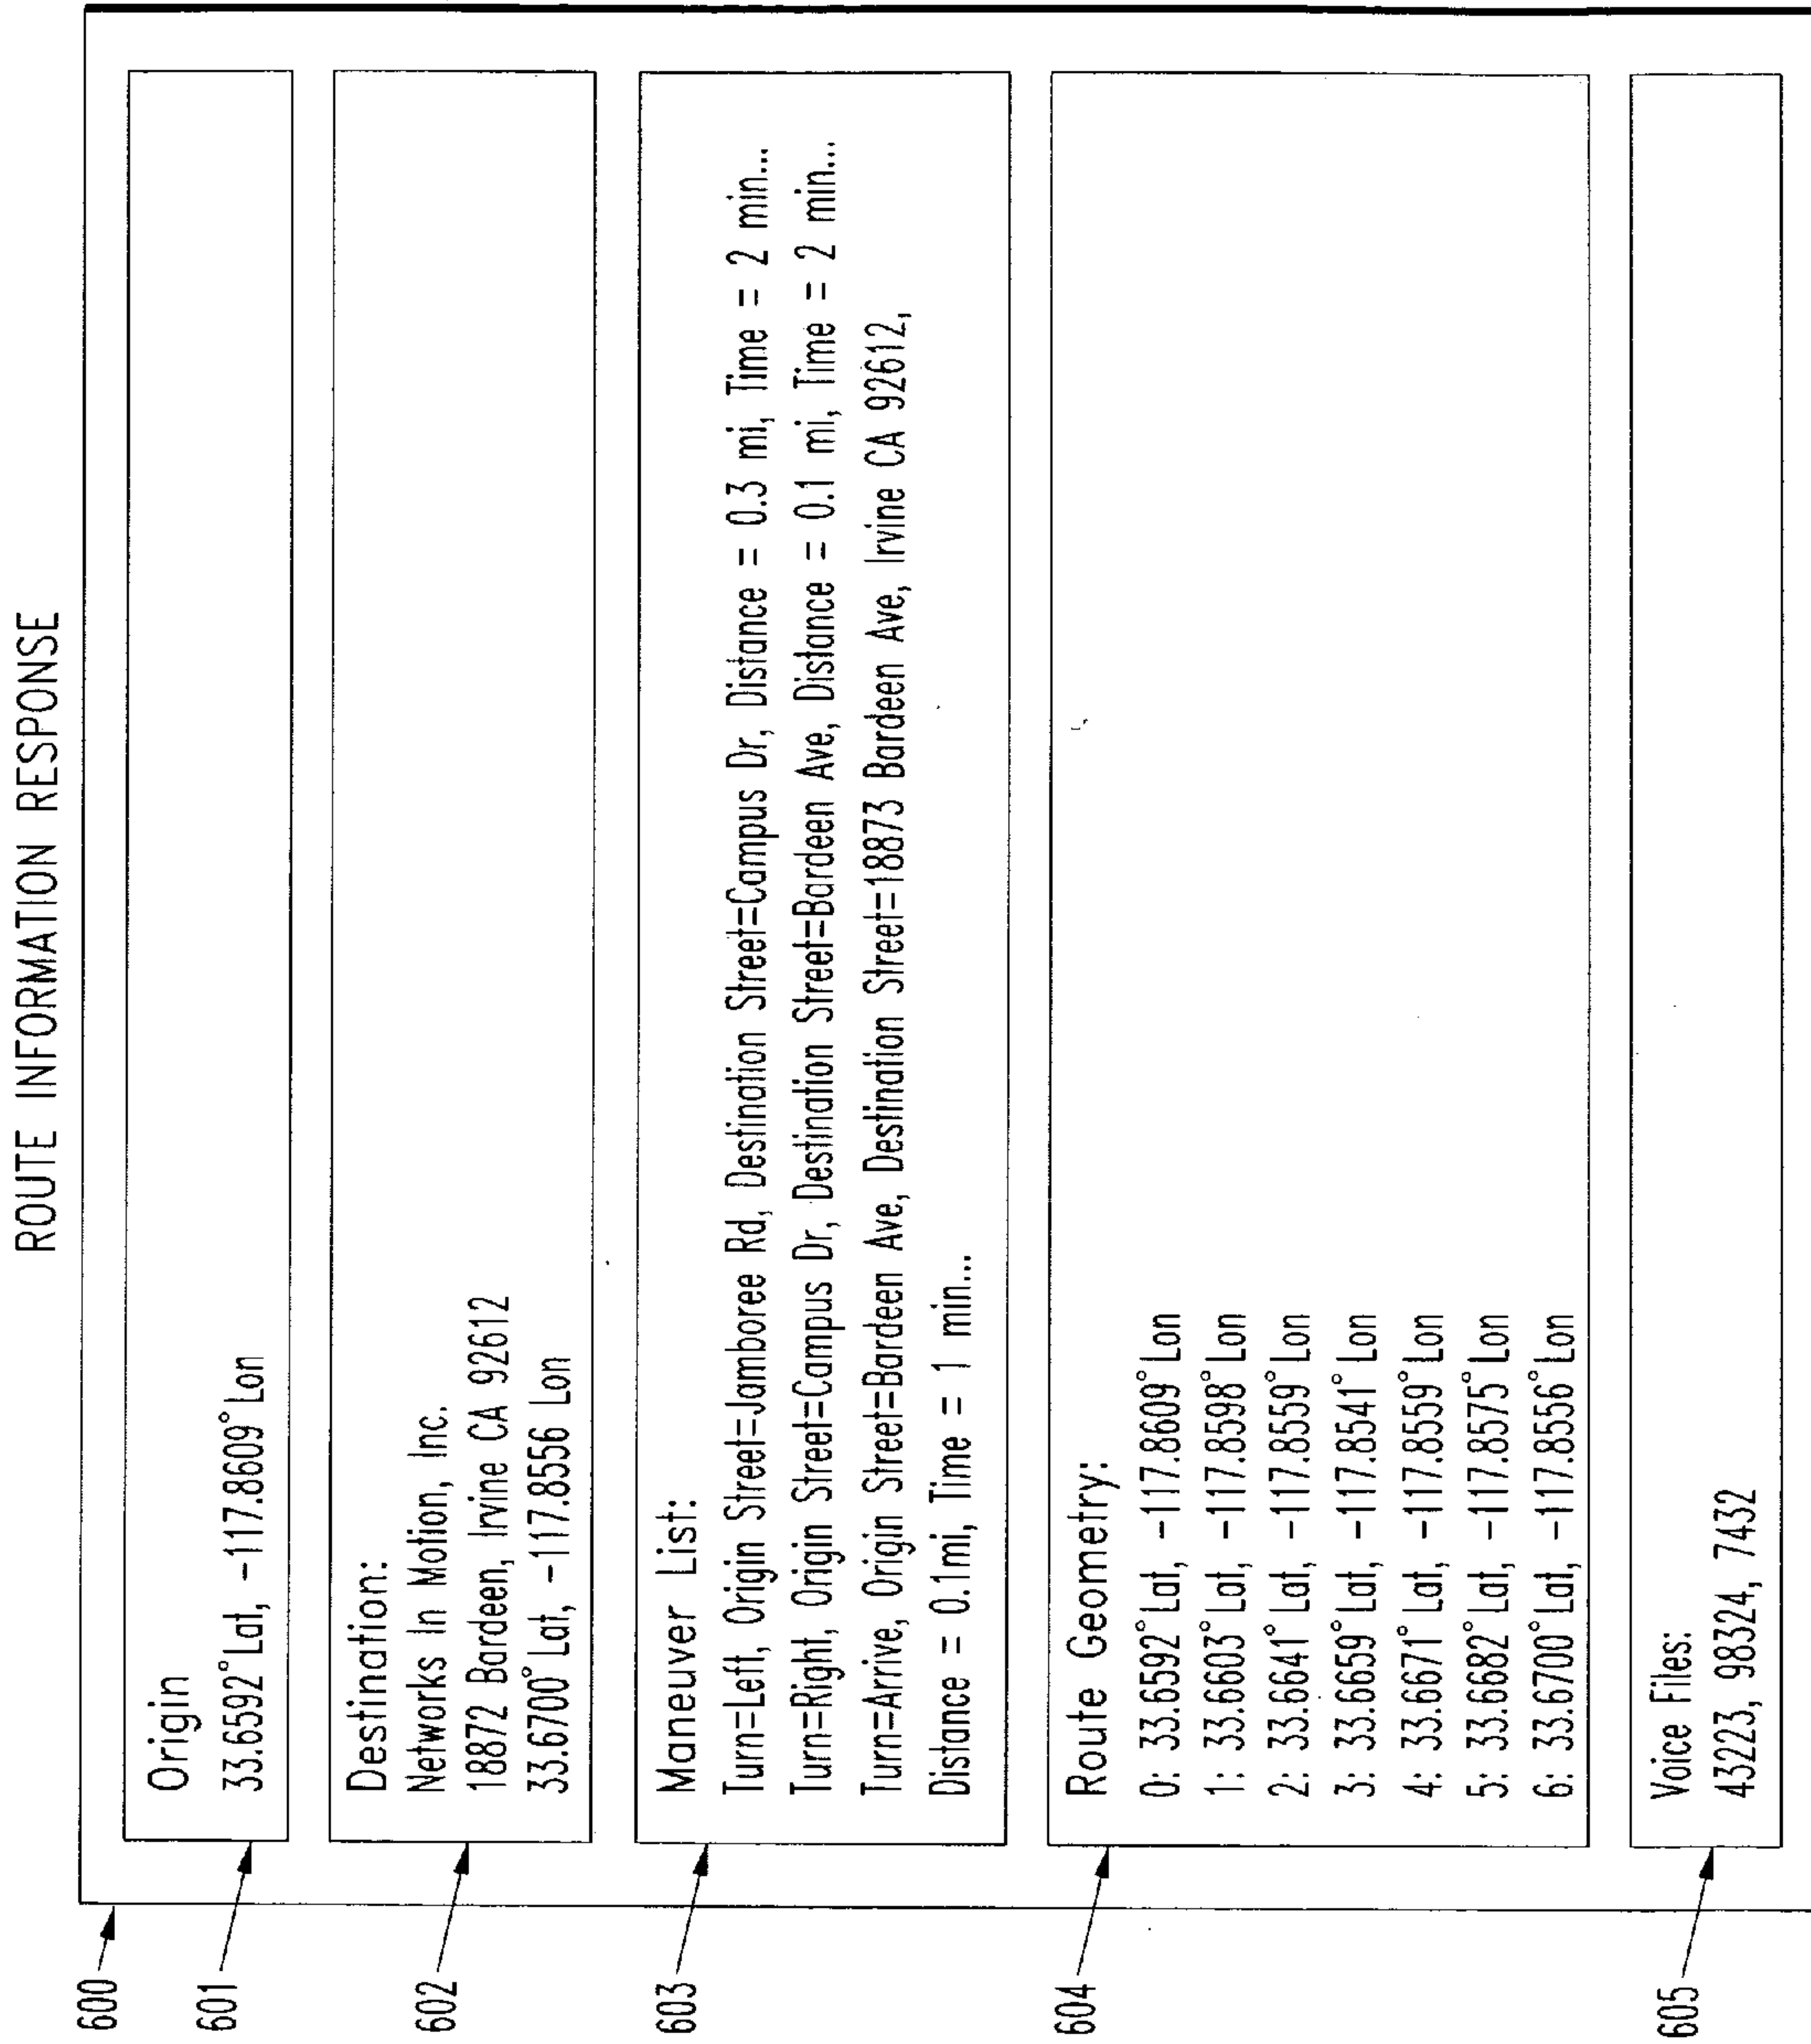 ROUTE INFORMATION RESPONSE
600
601
Origin
33.6592°Lat, -117.8609°Lon
602
Destination:
Networks In Motion, Inc.
18872 Bardeen, Irvine CA 92612
33.6700°Lat, -117.8556 Lon
603
Maneuver List:
Turn=Left, Origin Street=Jamboree Rd, Destination Street=Campus Dr, Distance = 0.3 mi, Time = 2 min...
Turn=Right, Origin Street=Campus Dr, Destination Street=Bardeen Ave, Distance = 0.1 mi, Time = 2 min...
Turn=Arrive, Origin Street=Bardeen Ave, Destination Street=18873 Bardeen Ave, Irvine CA 92612,
Distance = 0.1mi, Time = 1 min...
604
Route Geometry:
0: 33.6592°Lat, -117.8609°Lon
1: 33.6603°Lat, -117.8598°Lon
2: 33.6641°Lat, -117.8559°Lon
3: 33.6659°Lat, -117.8541°Lon
4: 33.6671°Lat, -117.8559°Lon
5: 33.6682°Lat, -117.8575°Lon
6: 33.6700°Lat, -117.8556°Lon
605
Voice Files:
43223, 98324, 7432